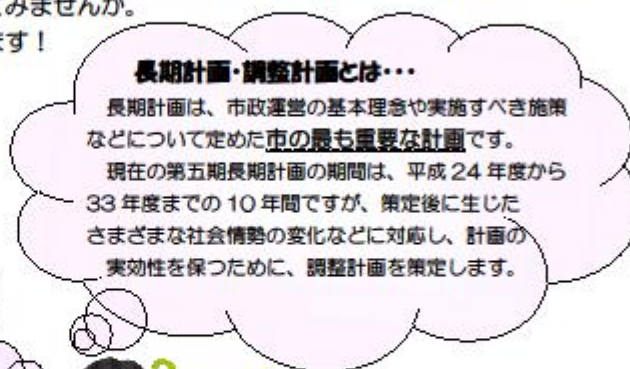 みませんか。
ます！
長期計画・調整計画とは・・・
長期計画は、市政運営の基本理念や実施すべき施策
などについて定めた市の最も重要な計画です。
現在の第五期長期計画の期間は、平成 24 年度から
33 年度までの 10 年間ですが、策定後に生じた
さまざまな社会情勢の変化などに対応し、計画の
実効性を保つために、調整計画を策定します。